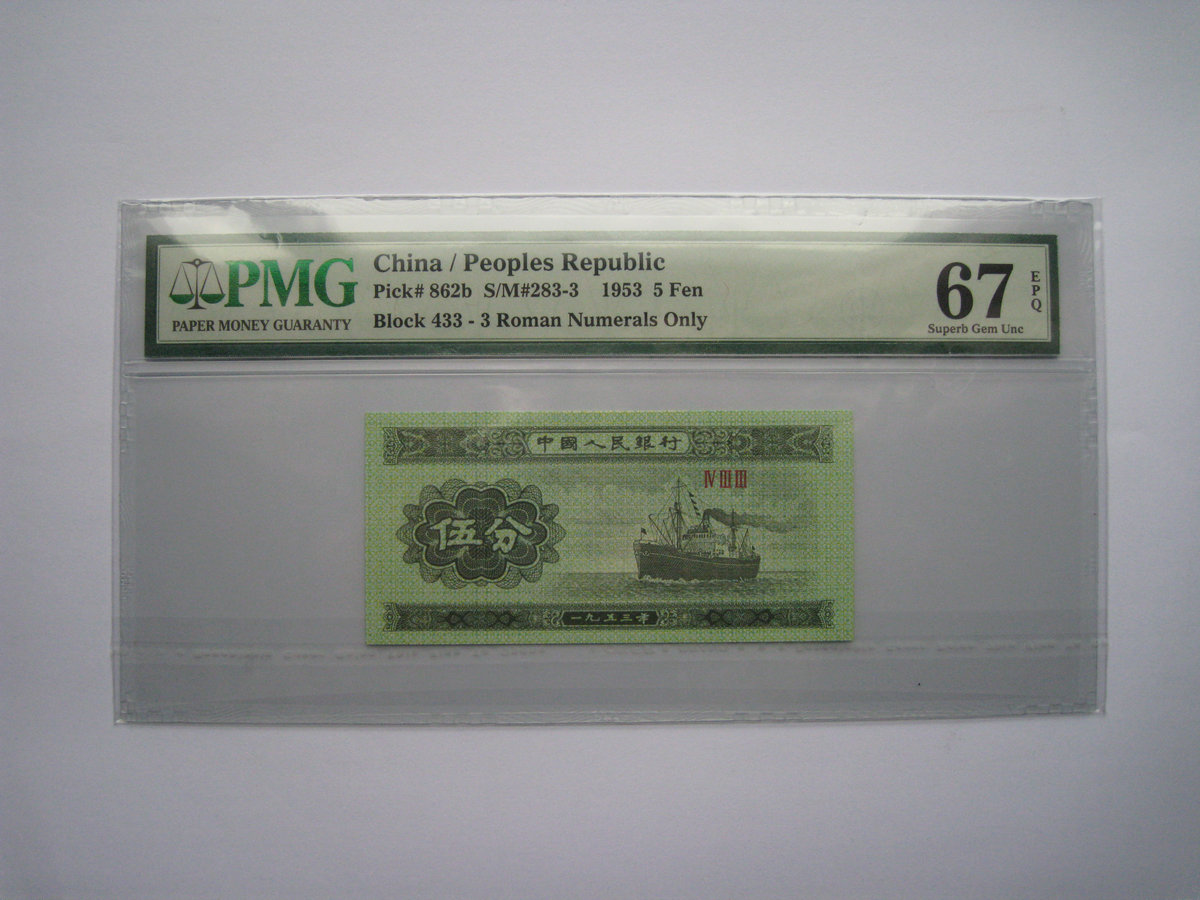 PMG
PAPER MONEY GUARANTY
China / Peoples Republic
Pick# 862b S/M#283-3 1953 5 Fen
Block 433 - 3 Roman Numerals Only
67
EPQ
Superb Gem Unc
中國人民銀行
IV III III
伍分
一九五三年